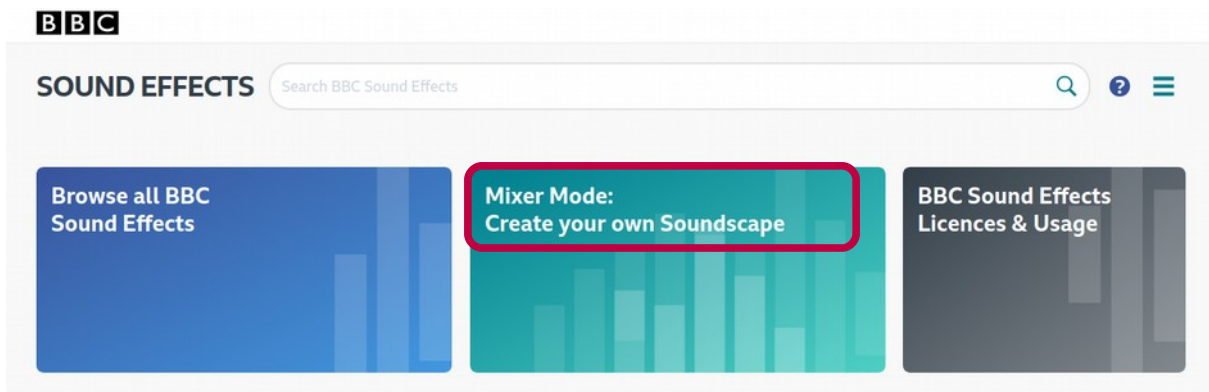 BBC
SOUND EFFECTS
Search BBC Sound Effects
?
Browse all BBC
Sound Effects
Mixer Mode:
Create your own Soundscape
BBC Sound Effects
Licences & Usage